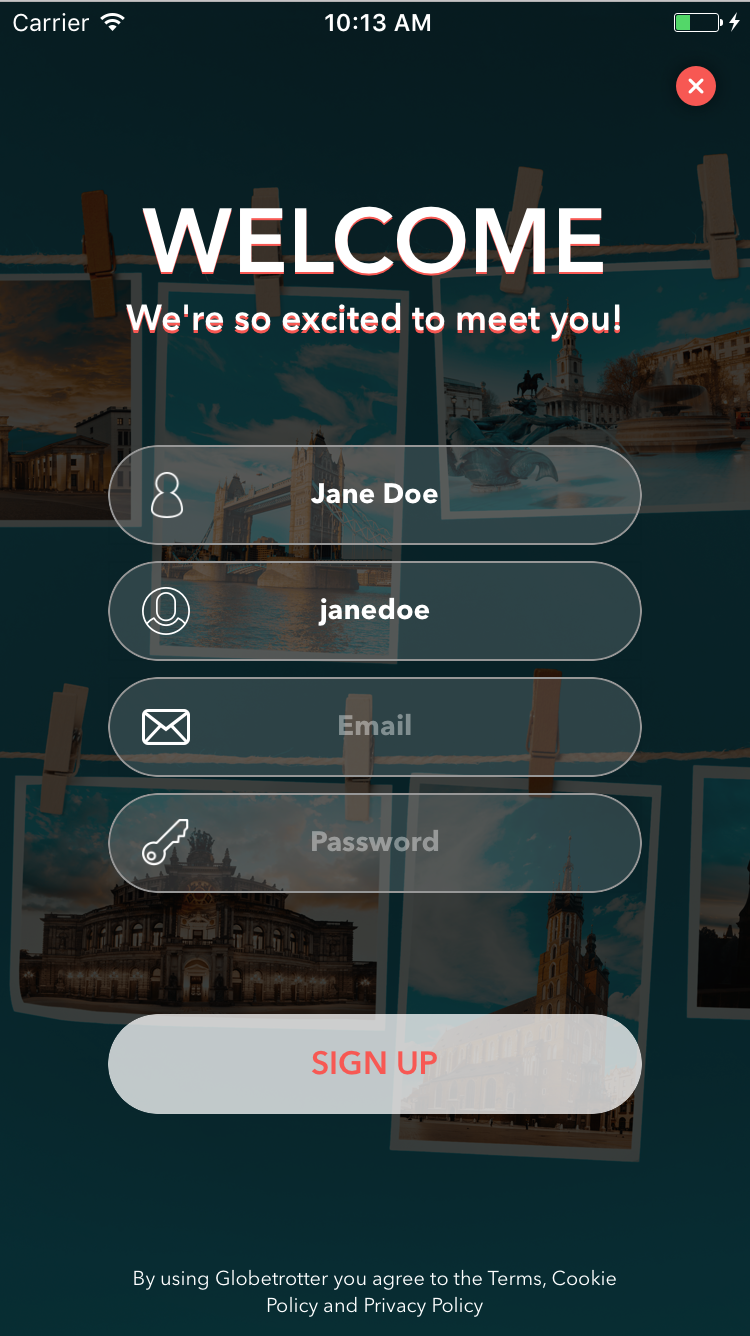 Carrier 10:13 AM
WELCOME
We're so excited to meet you!
Jane Doe
janedoe
Email
Password
SIGN UP
By using Globetrotter you agree to the Terms, Cookie
Policy and Privacy Policy